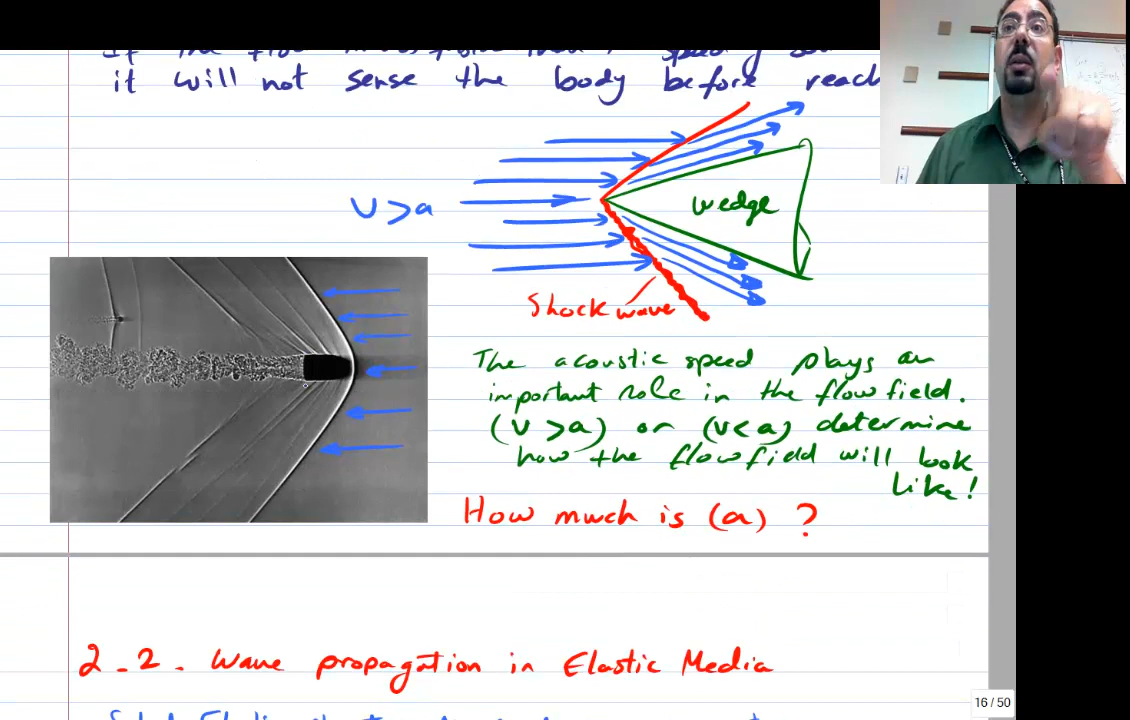 it will not sense the body before reach
V > a
wedge
Shock wave
The acoustic speed plays an
important role in the flow field.
(V > a) or (V < a) determine
how the flowfield will look
like!
How much is (a) ?
16 / 50
2-2. Wave propagation in Elastic Media